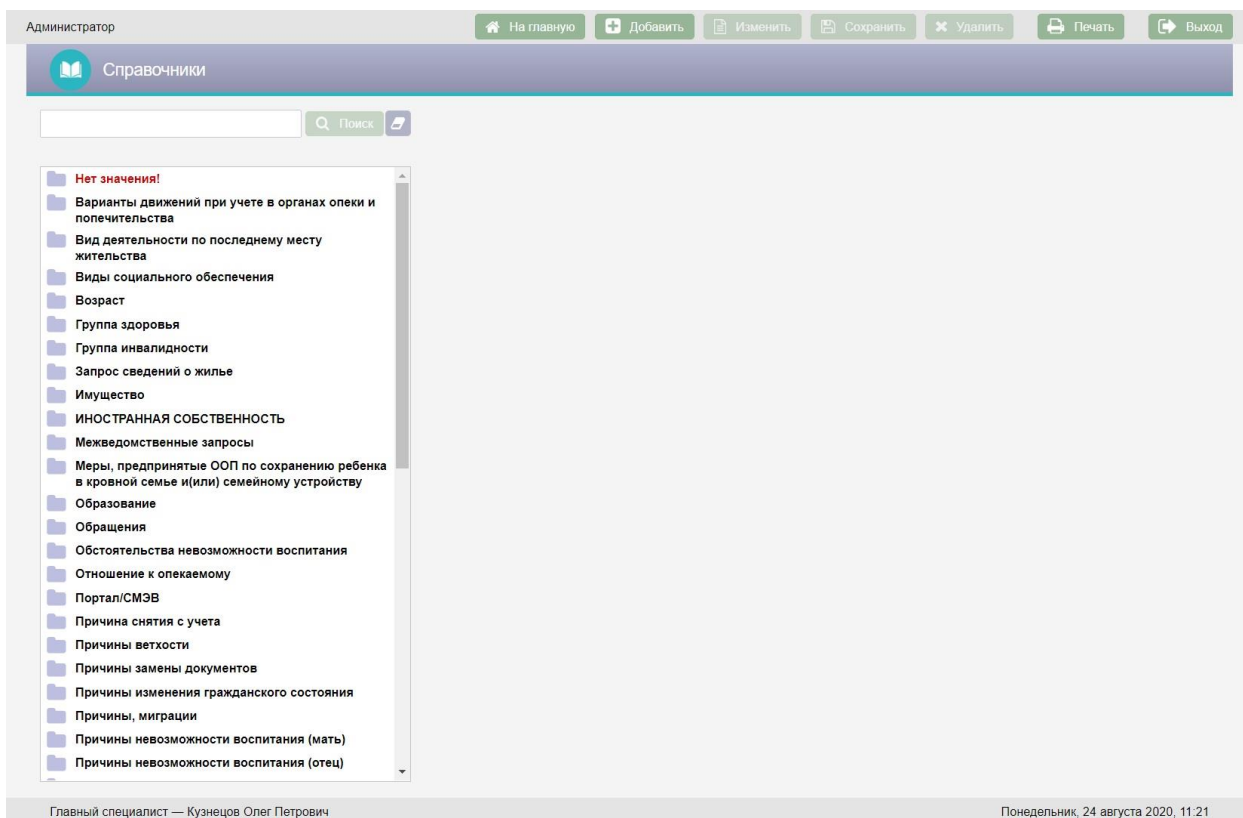 Администратор
На главную
Добавить
Изменить
Сохранить
Удалить
Печать
Выход
Справочники
Поиск
Нет значения!
Варианты движений при учете в органах опеки и
попечительства
Вид деятельности по последнему месту
жительства
Виды социального обеспечения
Возраст
Группа здоровья
Группа инвалидности
Запрос сведений о жилье
Имущество
ИНОСТРАННАЯ СОБСТВЕННОСТЬ
Межведомственные запросы
Меры, предпринятые ООП по сохранению ребенка
в кровной семье и(или) семейному устройству
Образование
Обращения
Обстоятельства невозможности воспитания
Отношение к опекаемому
Портал/СМЭВ
Причина снятия с учета
Причины ветхости
Причины замены документов
Причины изменения гражданского состояния
Причины, миграции
Причины невозможности воспитания (мать)
Причины невозможности воспитания (отец)
Главный специалист — Кузнецов Олег Петрович
Понедельник, 24 августа 2020, 11:21